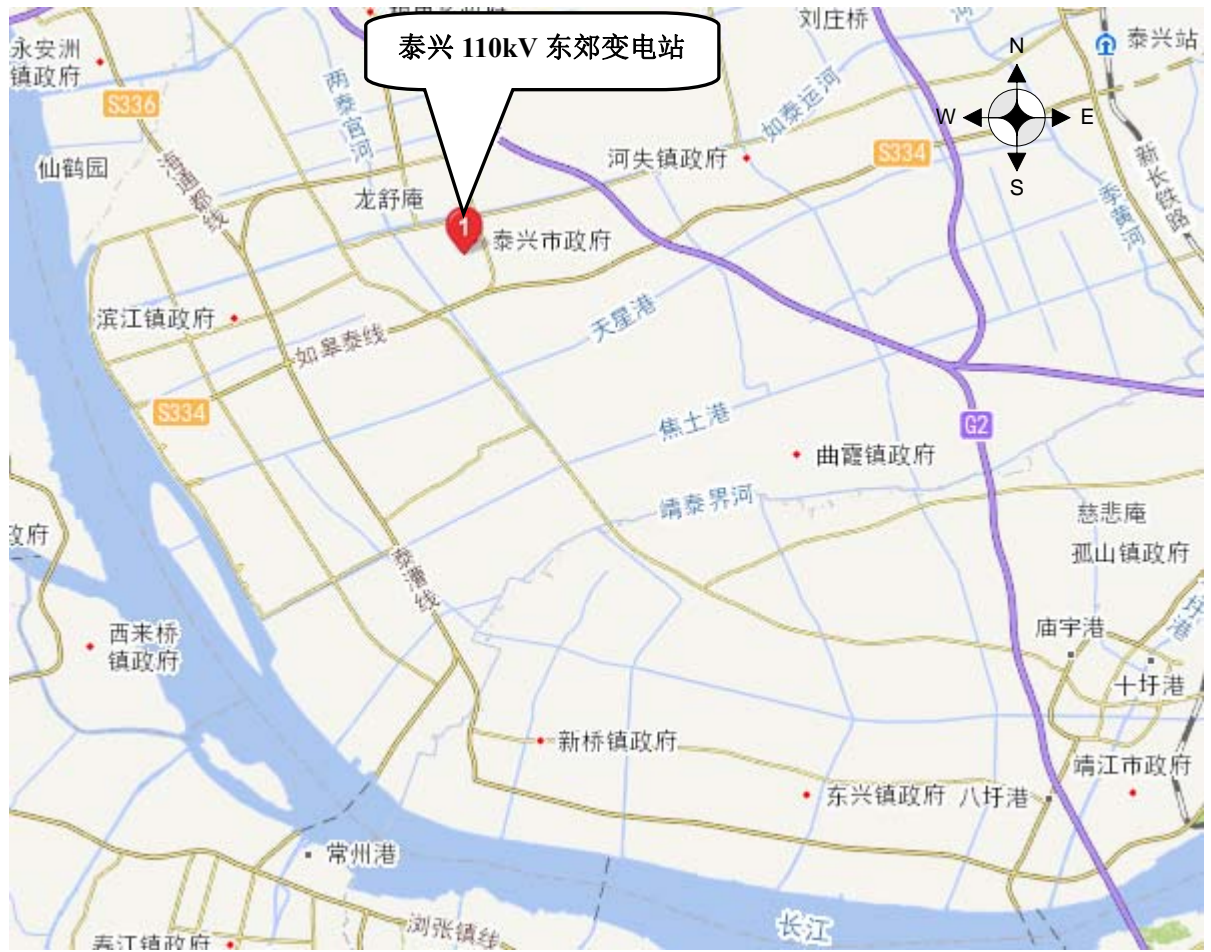 刘庄桥
泰兴 110kV 东郊变电站
永安洲
镇政府
泰兴站
N
W
E
S
S336
两泰官河
如泰运河
河失镇政府
S334
新长铁路
仙鹤园
海通都线
龙舒庵
季黄河
1
泰兴市政府
滨江镇政府
天星港
如皋泰线
S334
焦土港
G2
曲霞镇政府
靖泰界河
慈悲庵
政府
孤山镇政府
泰漕线
西来桥
镇政府
庙宇港
圩港
十圩港
新桥镇政府
靖江市政府
东兴镇政府
八圩港
常州港
浏张镇线
长江
春江镇政府